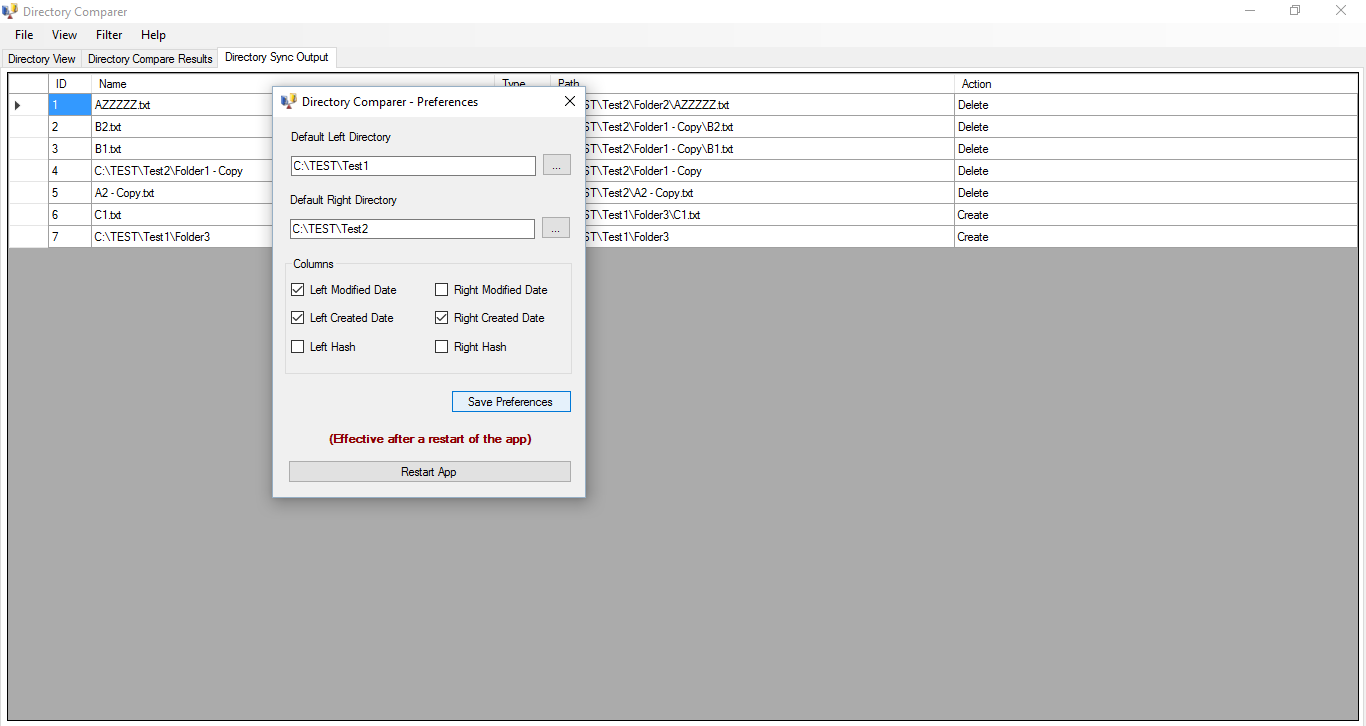 Directory Comparer
File View Filter Help
Directory View Directory Compare Results Directory Sync Output
ID Name Type Path Action
1 AZZZZZ.txt ST\Test2\Folder2\AZZZZZ.txt Delete
2 B2.txt ST\Test2\Folder1 - Copy\B2.txt Delete
3 B1.txt ST\Test2\Folder1 - Copy\B1.txt Delete
4 C:\TEST\Test2\Folder1 - Copy ST\Test2\Folder1 - Copy Delete
5 A2 - Copy.txt ST\Test2\A2 - Copy.txt Delete
6 C1.txt ST\Test1\Folder3\C1.txt Create
7 C:\TEST\Test1\Folder3 ST\Test1\Folder3 Create
Directory Comparer - Preferences
Default Left Directory
C:\TEST\Test1 ...
Default Right Directory
C:\TEST\Test2 ...
Columns
Left Modified Date Right Modified Date
Left Created Date Right Created Date
Left Hash Right Hash
Save Preferences
(Effective after a restart of the app)
Restart App